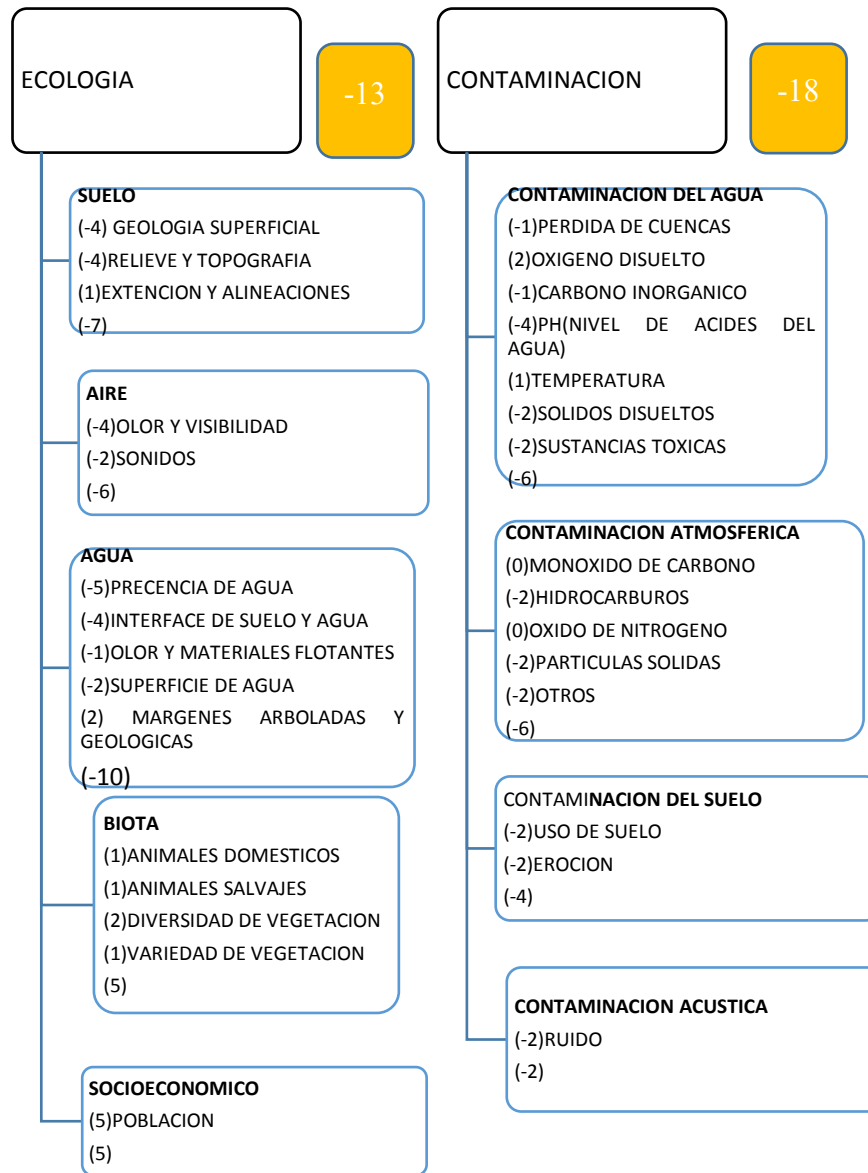 ECOLOGIA
-13
SUELO
(-4) GEOLOGIA SUPERFICIAL
(-4)RELIEVE Y TOPOGRAFIA
(1)EXTENCION Y ALINEACIONES
(-7)
AIRE
(-4)OLOR Y VISIBILIDAD
(-2)SONIDOS
(-6)
AGUA
(-5)PRECENCIA DE AGUA
(-4)INTERFACE DE SUELO Y AGUA
(-1)OLOR Y MATERIALES FLOTANTES
(-2)SUPERFICIE DE AGUA
(2) MARGENES ARBOLADAS Y
GEOLOGICAS
(-10)
BIOTA
(1)ANIMALES DOMESTICOS
(1)ANIMALES SALVAJES
(2)DIVERSIDAD DE VEGETACION
(1)VARIEDAD DE VEGETACION
(5)
SOCIOECONOMICO
(5)POBLACION
(5)
CONTAMINACION
-18
CONTAMINACION DEL AGUA
(-1)PERDIDA DE CUENCAS
(2)OXIGENO DISUELTO
(-1)CARBONO INORGANICO
(-4)PH(NIVEL DE ACIDES DEL
AGUA)
(1)TEMPERATURA
(-2)SOLIDOS DISUELTOS
(-2)SUSTANCIAS TOXICAS
(-6)
CONTAMINACION ATMOSFERICA
(0)MONOXIDO DE CARBONO
(-2)HIDROCARBUROS
(0)OXIDO DE NITROGENO
(-2)PARTICULAS SOLIDAS
(-2)OTROS
(-6)
CONTAMINACION DEL SUELO
(-2)USO DE SUELO
(-2)EROCION
(-4)
CONTAMINACION ACUSTICA
(-2)RUIDO
(-2)